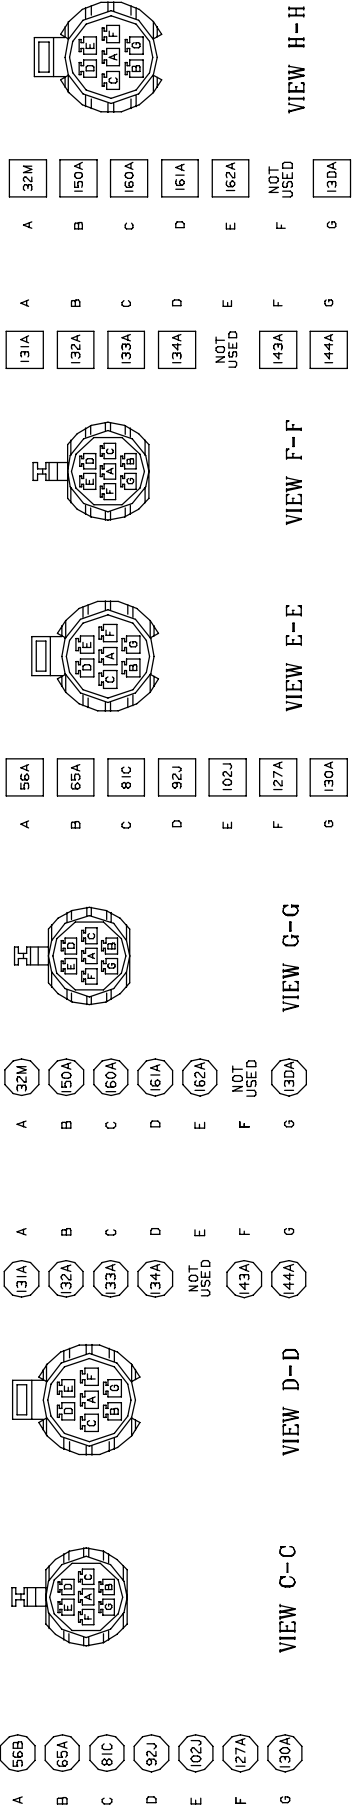 A 56B
B 65A
C 81C
D 92J
E 102J
F 127A
G 130A
E D
F A C
G B
VIEW C-C
D E
C A F
B G
VIEW D-D
131A A
132A B
133A C
134A D
NOT USED E
143A F
144A G
A 32M
B 150A
C 160A
D 161A
E 162A
F NOT USED
G 13DA
E D
F A C
G B
VIEW G-G
A 56A
B 65A
C 81C
D 92J
E 102J
F 127A
G 130A
D E
C A F
B G
VIEW E-E
E D
F A C
G B
VIEW F-F
131A A
132A B
133A C
134A D
NOT USED E
143A F
144A G
A 32M
B 150A
C 160A
D 161A
E 162A
F NOT USED
G 13DA
D E
C A F
B G
VIEW H-H